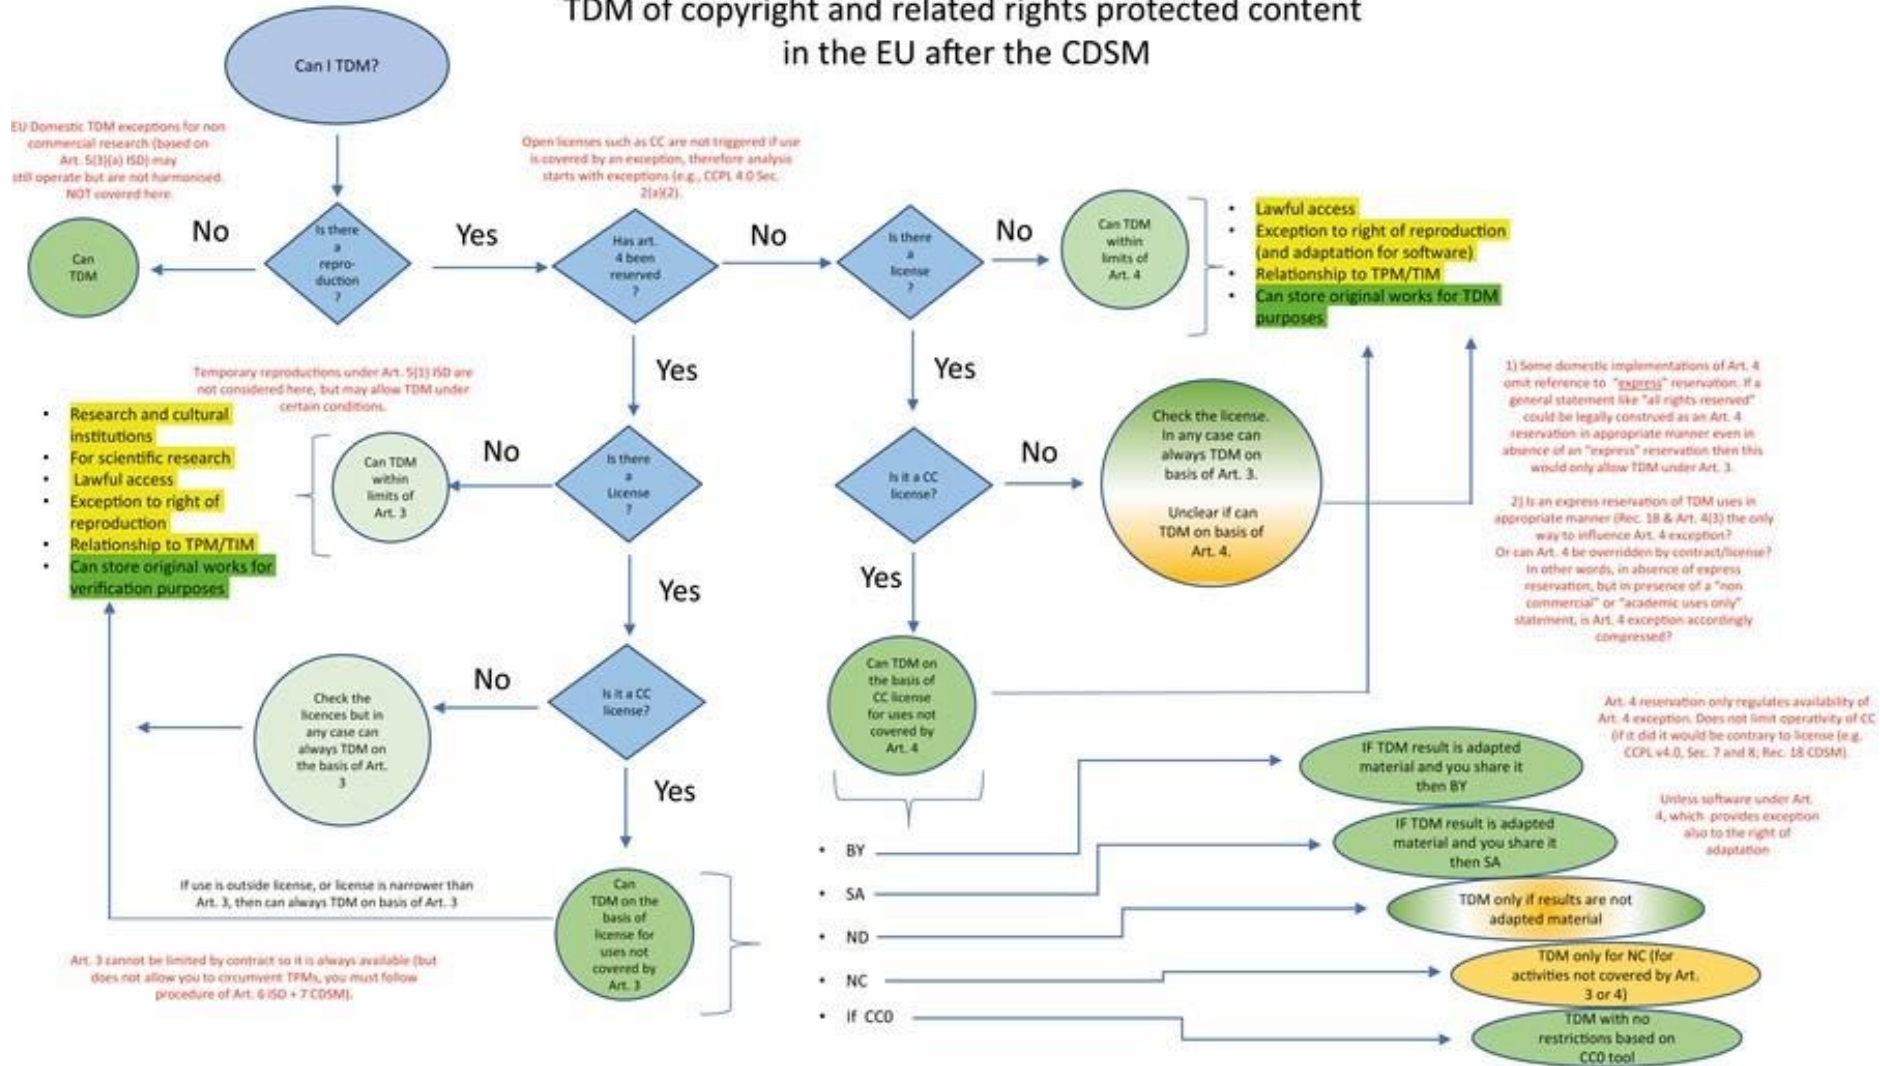 TDM of copyright and related rights protected content
in the EU after the CDSM
Can I TDM?
EU Domestic TDM exceptions for non
commercial research (based on
Art. 5(3)(a) ISD) may
still operate but are not harmonised.
NOT covered here.
Open licenses such as CC are not triggered if use
is covered by an exception, therefore analysis
starts with exceptions (e.g., CCPL 4.0 Sec.
2(a)(2).
Can
TDM
No
Is there
a
repro-
duction
?
Yes
Has art.
4 been
reserved
?
No
Is there
a
license
?
No
Can TDM
within
limits of
Art. 4
• Lawful access
• Exception to right of reproduction
(and adaptation for software)
• Relationship to TPM/TIM
• Can store original works for TDM
purposes
Yes
Yes
Temporary reproductions under Art. 5(1) ISD are
not considered here, but may allow TDM under
certain conditions.
• Research and cultural
institutions
• For scientific research
• Lawful access
• Exception to right of
reproduction
• Relationship to TPM/TIM
• Can store original works for
verification purposes
Can TDM
within
limits of
Art. 3
No
Is there
a
License
?
Is it a CC
license?
No
Check the license.
In any case can
always TDM on
basis of Art. 3.
Unclear if can
TDM on basis of
Art. 4.
1) Some domestic implementations of Art. 4
omit reference to "express" reservation. If a
general statement like "all rights reserved"
could be legally construed as an Art. 4
reservation in appropriate manner even in
absence of an "express" reservation then this
would only allow TDM under Art. 3.
2) Is an express reservation of TDM uses in
appropriate manner (Rec. 18 & Art. 4(3) the only
way to influence Art. 4 exception?
Or can Art. 4 be overridden by contract/license?
In other words, in absence of express
reservation, but in presence of a "non
commercial" or "academic uses only"
statement, is Art. 4 exception accordingly
compressed?
Yes
Yes
Check the
licences but in
any case can
always TDM on
the basis of Art.
3
No
Is it a CC
license?
Can TDM on
the basis of
CC license
for uses not
covered by
Art. 4
Yes
Art. 4 reservation only regulates availability of
Art. 4 exception. Does not limit operativity of CC
(if it did it would be contrary to license (e.g.
CCPL v4.0, Sec. 7 and 8; Rec. 18 CDSM).
Unless software under Art.
4, which provides exception
also to the right of
adaptation
If use is outside license, or license is narrower than
Art. 3, then can always TDM on basis of Art. 3
Can
TDM on the
basis of
license for
uses not
covered by
Art. 3
Art. 3 cannot be limited by contract so it is always available (but
does not allow you to circumvent TPMs, you must follow
procedure of Art. 6 ISD + 7 CDSM).
• BY
IF TDM result is adapted
material and you share it
then BY
• SA
IF TDM result is adapted
material and you share it
then SA
• ND
TDM only if results are not
adapted material
• NC
TDM only for NC (for
activities not covered by Art.
3 or 4)
• If CC0
TDM with no
restrictions based on
CC0 tool